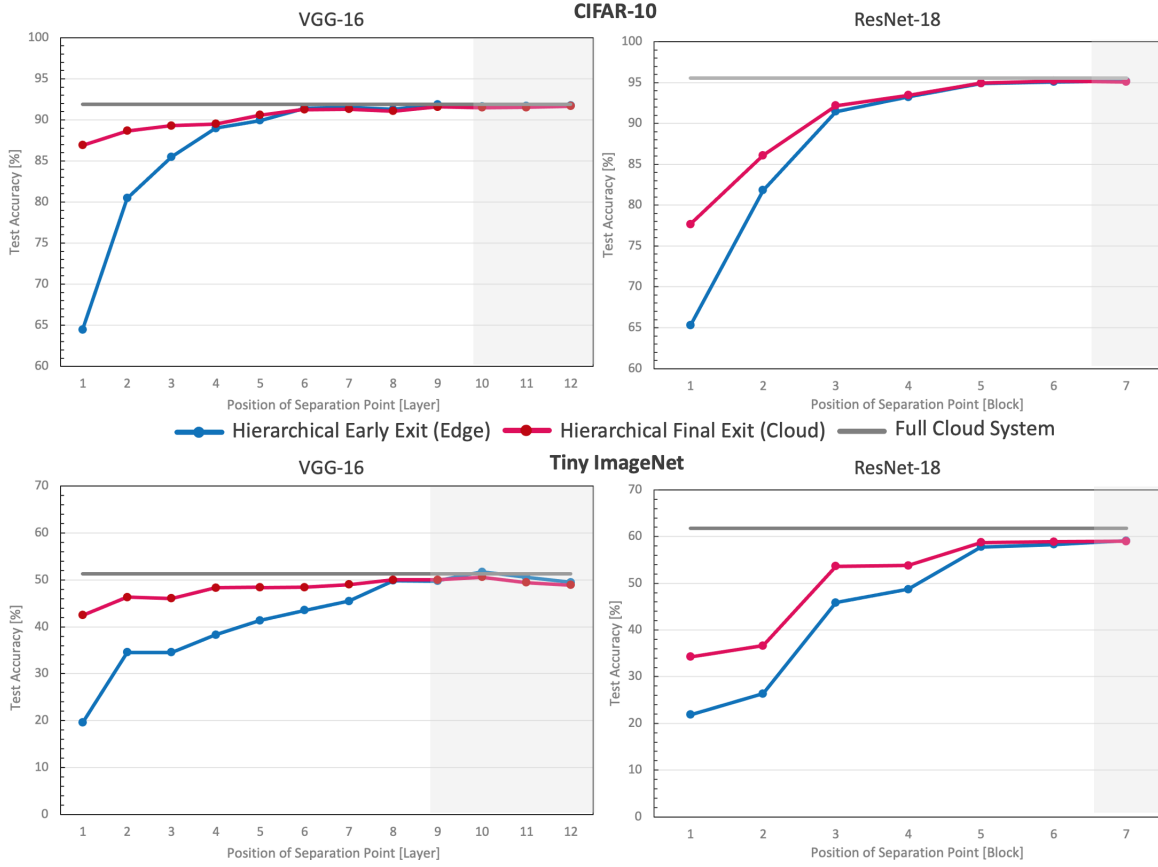 CIFAR-10
VGG-16
ResNet-18
100
95
90
85
80
75
70
65
60
Test Accuracy [%]
1 2 3 4 5 6 7 8 9 10 11 12
Position of Separation Point [Layer]
100
95
90
85
80
75
70
65
60
Test Accuracy [%]
1 2 3 4 5 6 7
Position of Separation Point [Block]
Hierarchical Early Exit (Edge) Hierarchical Final Exit (Cloud) Full Cloud System
Tiny ImageNet
VGG-16
ResNet-18
70
60
50
40
30
20
10
0
Test Accuracy [%]
1 2 3 4 5 6 7 8 9 10 11 12
Position of Separation Point [Layer]
70
60
50
40
30
20
10
0
Test Accuracy [%]
1 2 3 4 5 6 7
Position of Separation Point [Block]